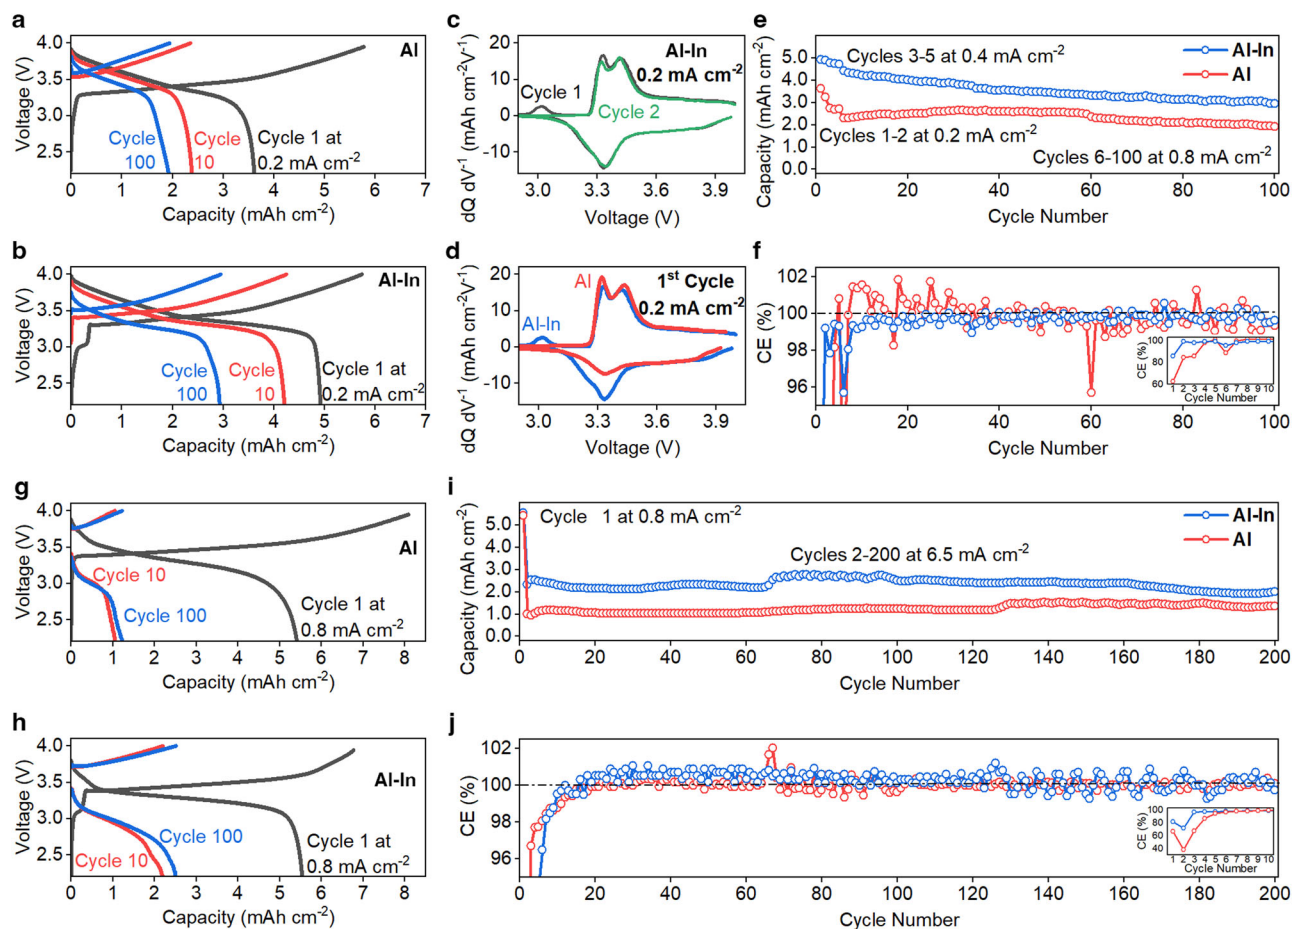 a
Voltage (V)
4.0
3.5
3.0
2.5
Al
Cycle
100
Cycle
10
Cycle 1 at
0.2 mA cm-2
0 1 2 3 4 5 6 7
Capacity (mAh cm-2)
b
Voltage (V)
4.0
3.5
3.0
2.5
Al-In
Cycle
100
Cycle
10
Cycle 1 at
0.2 mA cm-2
0 1 2 3 4 5 6 7
Capacity (mAh cm-2)
c
dQ dV-1 (mAh cm-2V-1)
20
10
0
-10
Al-In
0.2 mA cm-2
Cycle 1
Cycle 2
3.0 3.3 3.6 3.9
Voltage (V)
d
dQ dV-1 (mAh cm-2V-1)
20
10
0
-10
Al
1st Cycle
0.2 mA cm-2
Al-In
3.0 3.3 3.6 3.9
Voltage (V)
e
Capacity (mAh cm-2)
5.0
4.0
3.0
2.0
1.0
0.0
Cycles 3-5 at 0.4 mA cm-2
Al-In
Al
Cycles 1-2 at 0.2 mA cm-2
Cycles 6-100 at 0.8 mA cm-2
0 20 40 60 80 100
Cycle Number
f
CE (%)
102
100
98
96
CE (%)
100
80
60
1 2 3 4 5 6 7 8 9 10
Cycle Number
0 20 40 60 80 100
Cycle Number
g
Voltage (V)
4.0
3.5
3.0
2.5
Al
Cycle 10
Cycle 100
Cycle 1 at
0.8 mA cm-2
0 1 2 3 4 5 6 7 8
Capacity (mAh cm-2)
h
Voltage (V)
4.0
3.5
3.0
2.5
Al-In
Cycle 100
Cycle 10
Cycle 1 at
0.8 mA cm-2
0 1 2 3 4 5 6 7 8
Capacity (mAh cm-2)
i
Capacity (mAh cm-2)
5.0
4.0
3.0
2.0
1.0
0.0
Cycle 1 at 0.8 mA cm-2
Al-In
Al
Cycles 2-200 at 6.5 mA cm-2
0 20 40 60 80 100 120 140 160 180 200
Cycle Number
j
CE (%)
102
100
98
96
CE (%)
100
80
60
40
1 2 3 4 5 6 7 8 9 10
Cycle Number
0 20 40 60 80 100 120 140 160 180 200
Cycle Number